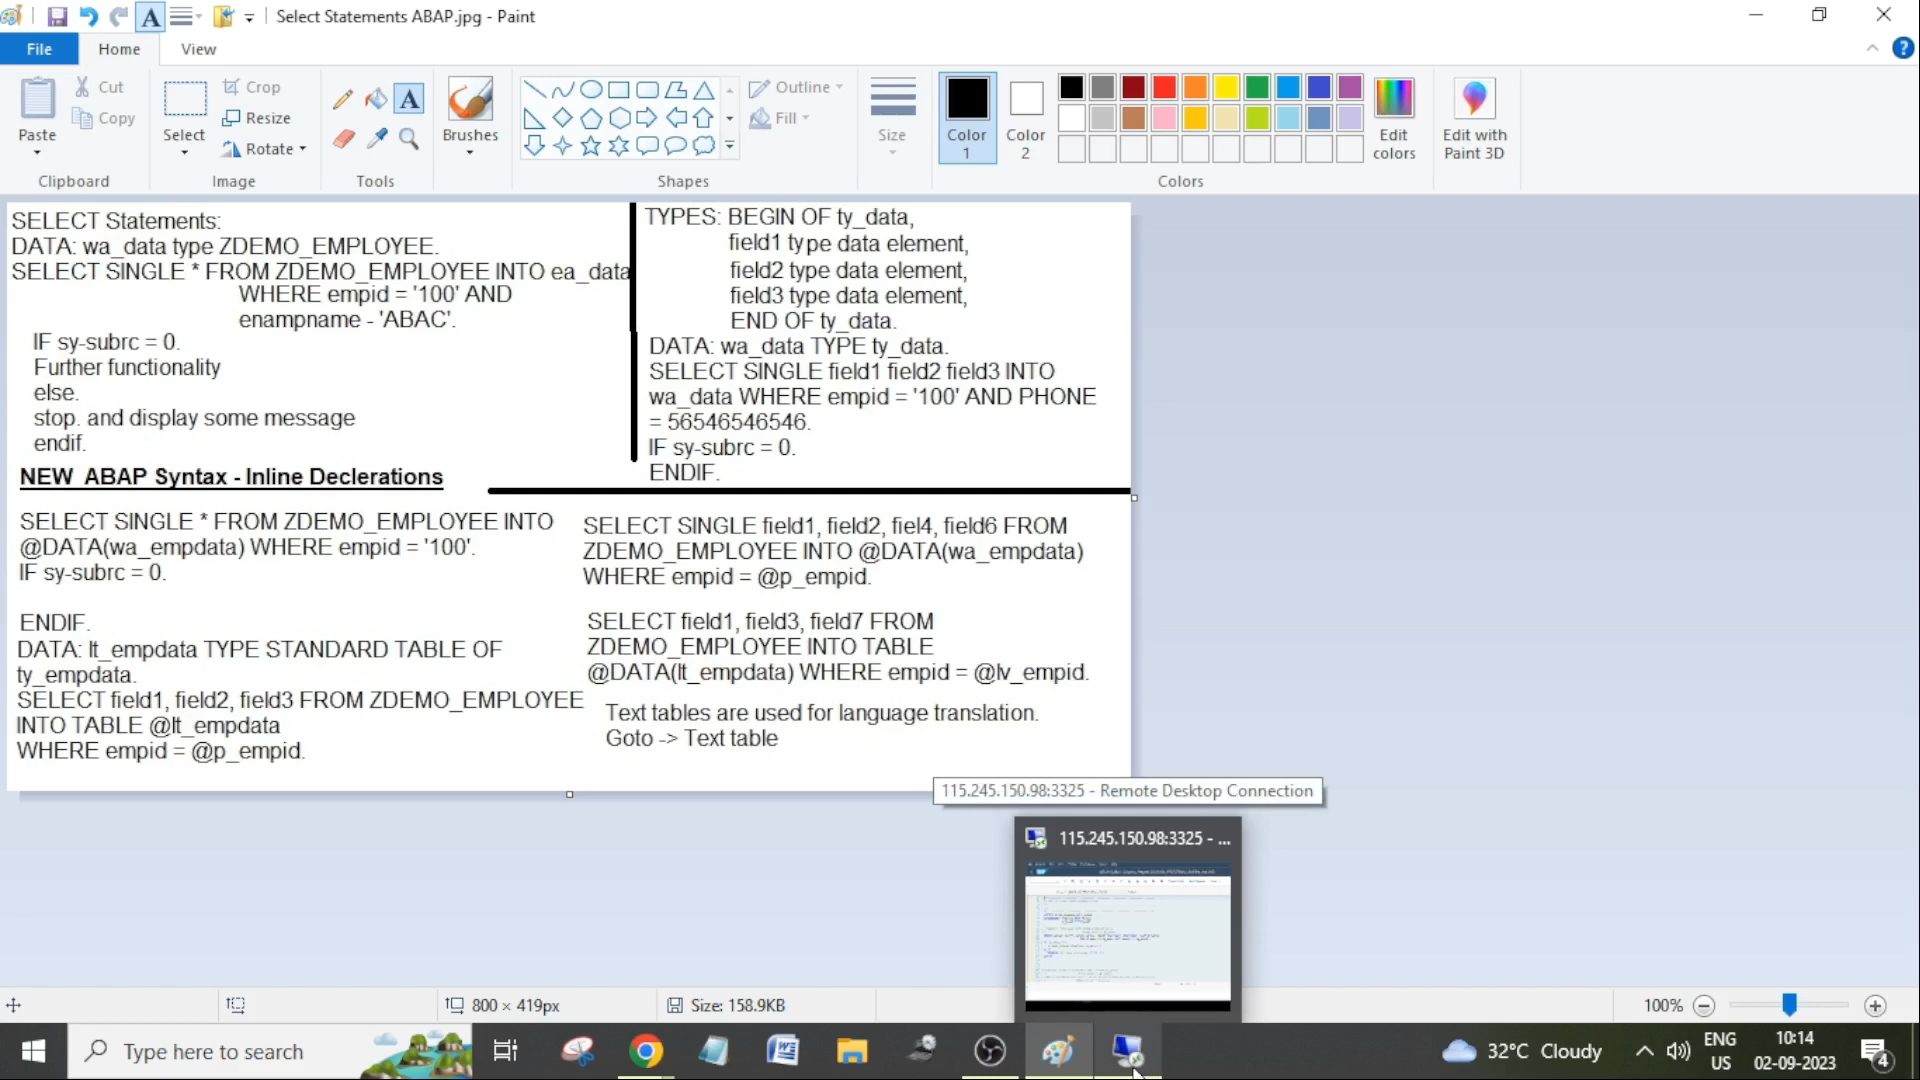 Select Statements ABAP.jpg - Paint
File
Home
View
Paste
Cut
Copy
Clipboard
Select
Crop
Resize
Rotate
Image
A
Tools
Brushes
Shapes
Outline
Fill
Size
Color
1
Color
2
Edit
colors
Colors
Edit with
Paint 3D
SELECT Statements:
DATA: wa_data type ZDEMO_EMPLOYEE.
SELECT SINGLE * FROM ZDEMO_EMPLOYEE INTO ea_data
WHERE empid = '100' AND
enampname - 'ABAC'.
IF sy-subrc = 0.
Further functionality
else.
stop. and display some message
endif.
TYPES: BEGIN OF ty_data,
field1 type data element,
field2 type data element,
field3 type data element,
END OF ty_data.
DATA: wa_data TYPE ty_data.
SELECT SINGLE field1 field2 field3 INTO
wa_data WHERE empid = '100' AND PHONE
= 56546546546.
IF sy-subrc = 0.
ENDIF.
NEW ABAP Syntax - Inline Declerations
SELECT SINGLE * FROM ZDEMO_EMPLOYEE INTO
@DATA(wa_empdata) WHERE empid = '100'.
IF sy-subrc = 0.
ENDIF.
DATA: lt_empdata TYPE STANDARD TABLE OF
ty_empdata.
SELECT field1, field2, field3 FROM ZDEMO_EMPLOYEE
INTO TABLE @lt_empdata
WHERE empid = @p_empid.
SELECT SINGLE field1, field2, fiel4, field6 FROM
ZDEMO_EMPLOYEE INTO @DATA(wa_empdata)
WHERE empid = @p_empid.
SELECT field1, field3, field7 FROM
ZDEMO_EMPLOYEE INTO TABLE
@DATA(lt_empdata) WHERE empid = @lv_empid.
Text tables are used for language translation.
Goto -> Text table
115.245.150.98:3325 - Remote Desktop Connection
115.245.150.98:3325 - ...
800 × 419px
Size: 158.9KB
100%
Type here to search
32°C Cloudy
ENG
US
10:14
02-09-2023
4